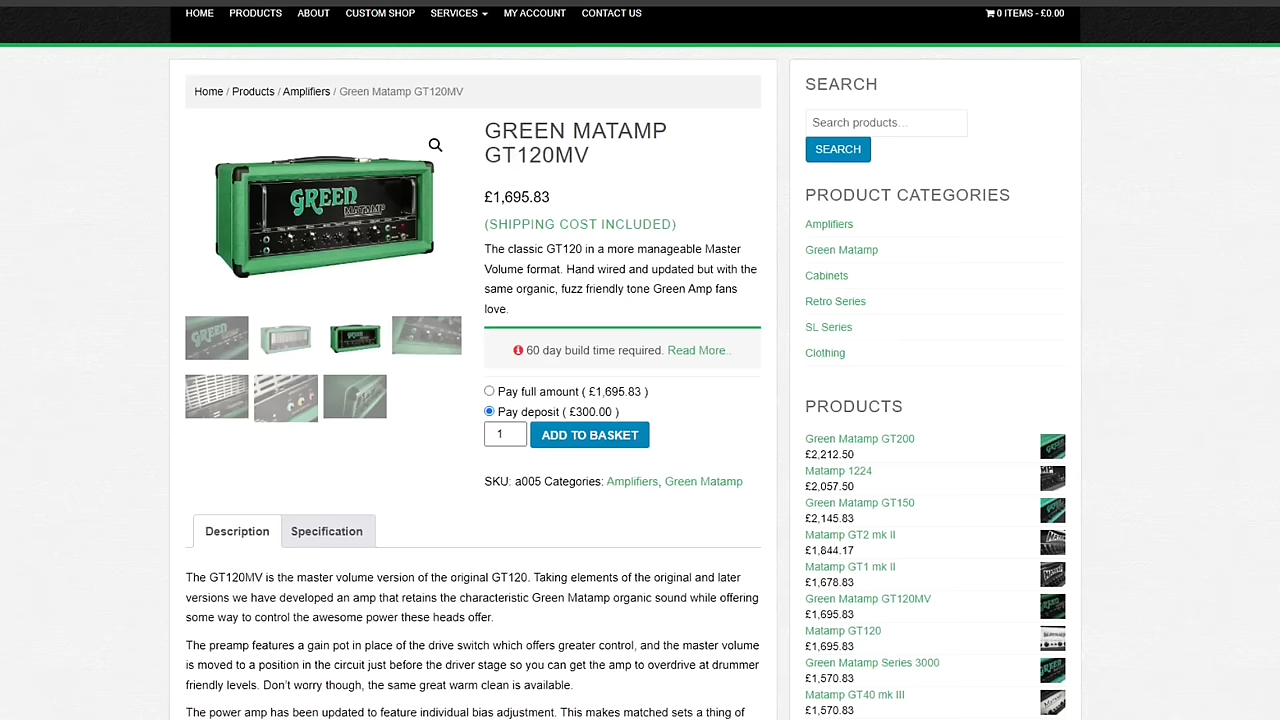 HOME PRODUCTS ABOUT CUSTOM SHOP SERVICES MY ACCOUNT CONTACT US
0 ITEMS - £0.00
Home / Products / Amplifiers / Green Matamp GT120MV
GREEN
MATAMP
GREEN MATAMP
GT120MV
£1,695.83
(SHIPPING COST INCLUDED)
The classic GT120 in a more manageable Master
Volume format. Hand wired and updated but with the
same organic, fuzz friendly tone Green Amp fans
love.
60 day build time required. Read More..
Pay full amount ( £1,695.83 )
Pay deposit ( £300.00 )
1
ADD TO BASKET
SKU: a005 Categories: Amplifiers, Green Matamp
Description
Specification
The GT120MV is the master volume version of the original GT120. Taking elements of the original and later
versions we have developed an amp that retains the characteristic Green Matamp organic sound while offering
some way to control the awesome power these heads offer.
The preamp features a gain pot in place of the drive switch which offers greater control, and the master volume
is moved to a position in the circuit just before the driver stage so you can get the amp to overdrive at drummer
friendly levels. Don't worry though, the same great warm clean is available.
The power amp has been updated to feature individual bias adjustment. This makes matched sets a thing of
SEARCH
Search products…
SEARCH
PRODUCT CATEGORIES
Amplifiers
Green Matamp
Cabinets
Retro Series
SL Series
Clothing
PRODUCTS
Green Matamp GT200
£2,212.50
Matamp 1224
£2,057.50
Green Matamp GT150
£2,145.83
Matamp GT2 mk II
£1,844.17
Matamp GT1 mk II
£1,678.83
Green Matamp GT120MV
£1,695.83
Matamp GT120
£1,695.83
Green Matamp Series 3000
£1,570.83
Matamp GT40 mk III
£1,570.83